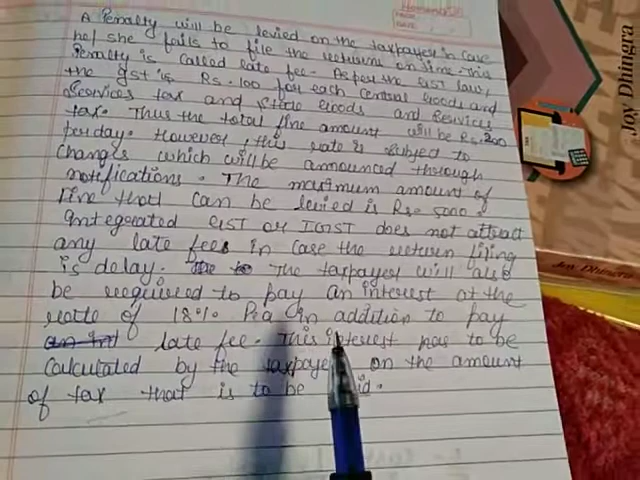 A Penalty will be levied on the taxpayer in case
he/ she fails to file the returns on time. This
Penalty is called late fee. As per the GST law,
the gst is Rs. 100 for each Central Goods and
Services tax and State Goods and Services
tax. Thus the total fine amount will be Rs. 200
per day. However, this rate is subject to
changes which will be announced through
notifications. The maximum amount of
fine that can be levied is Rs. 5000.
Integerated GST or IGST does not attract
any late fees in case the return filing
is delay. The taxpayer will also
be required to pay an interest at the
rate of 18% P.a in addition to pay
late fee. This interest has to be
calculated by the taxpayer on the amount
of tax that is to be paid.
Joy Dhingra
Joy Dhingra